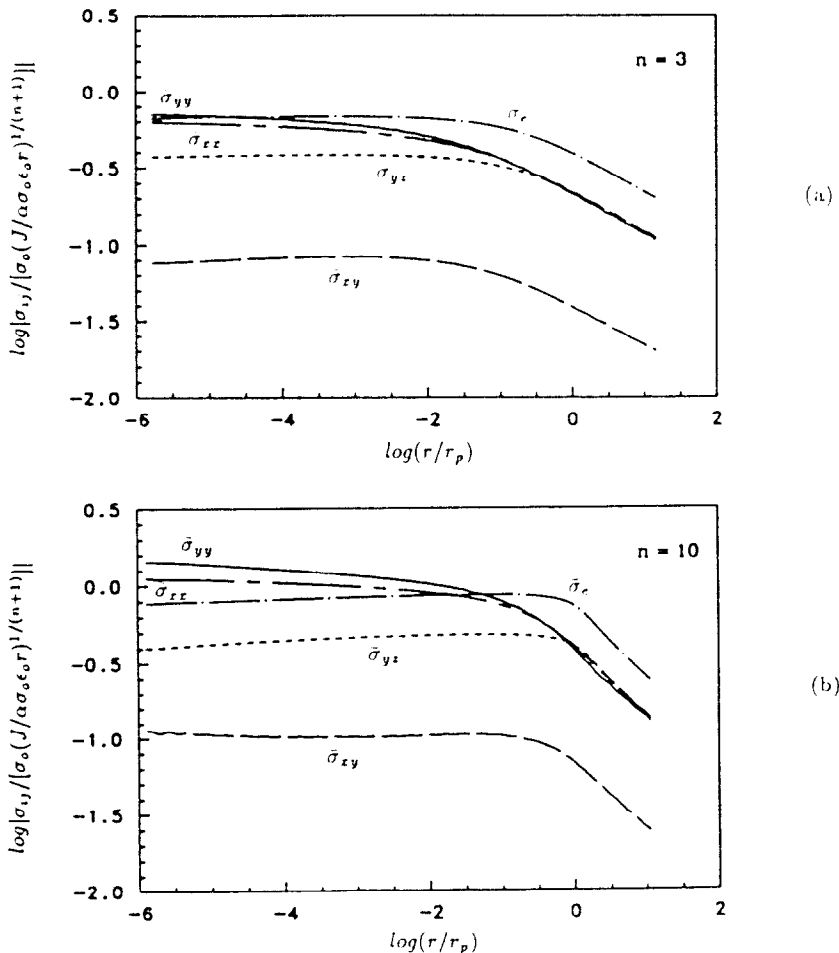 0.5
0.0
-0.5
-1.0
-1.5
-2.0
log|σ_ij/[σ_o(J/ασ_oϵ_o r)^{1/(n+1)}]|
n = 3
σ_yy
σ_e
σ_xx
σ_yz
σ̃_xy
-6
-4
-2
0
2
log(r/r_p)
(a)
0.5
0.0
-0.5
-1.0
-1.5
-2.0
log|σ_ij/[σ_o(J/ασ_oϵ_o r)^{1/(n+1)}]|
n = 10
σ̃_yy
σ̃_e
σ̃_xx
σ̃_yz
σ̃_xy
-6
-4
-2
0
2
log(r/r_p)
(b)